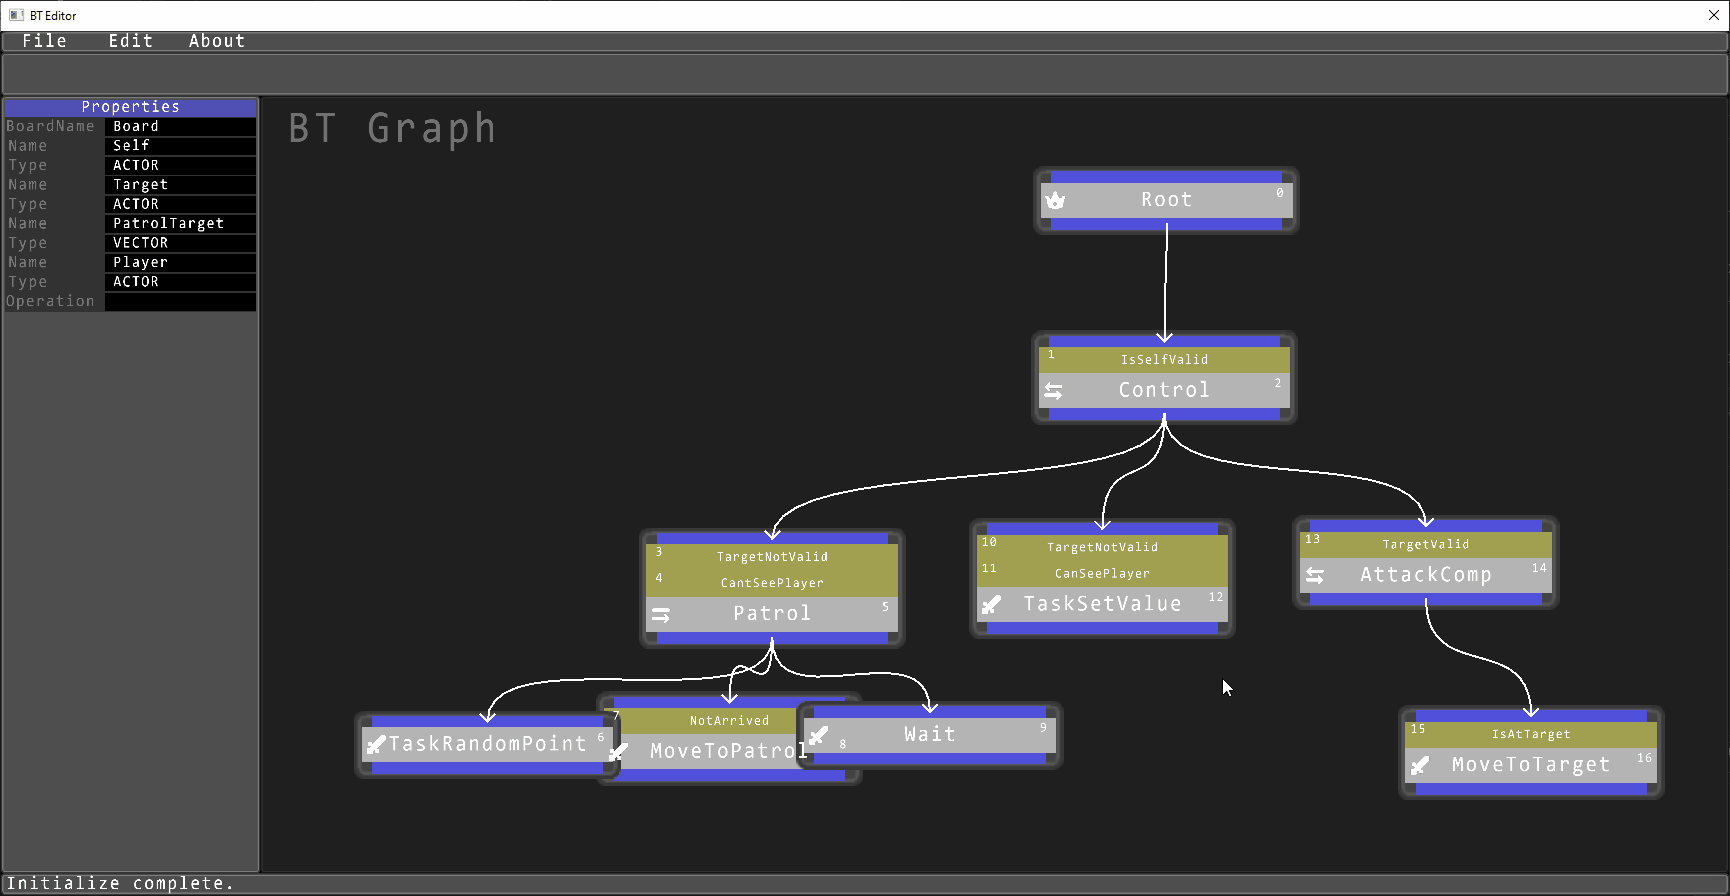 BT Editor
File Edit About
Properties
BoardName Board
Name Self
Type ACTOR
Name Target
Type ACTOR
Name PatrolTarget
Type VECTOR
Name Player
Type ACTOR
Operation
BT Graph
Root 0
1 IsSelfValid
Control 2
3 TargetNotValid
4 CantSeePlayer
Patrol 5
10 TargetNotValid
11 CanSeePlayer
TaskSetValue 12
13 TargetValid
AttackComp 14
TaskRandomPoint 6
7 NotArrived
MoveToPatrol 8
Wait 9
15 IsAtTarget
MoveToTarget 16
Initialize complete.